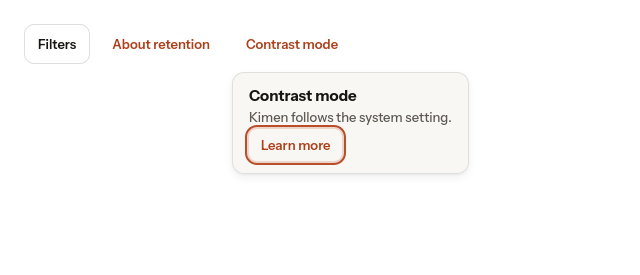 Filters
About retention
Contrast mode
Contrast mode
Kimen follows the system setting.
Learn more